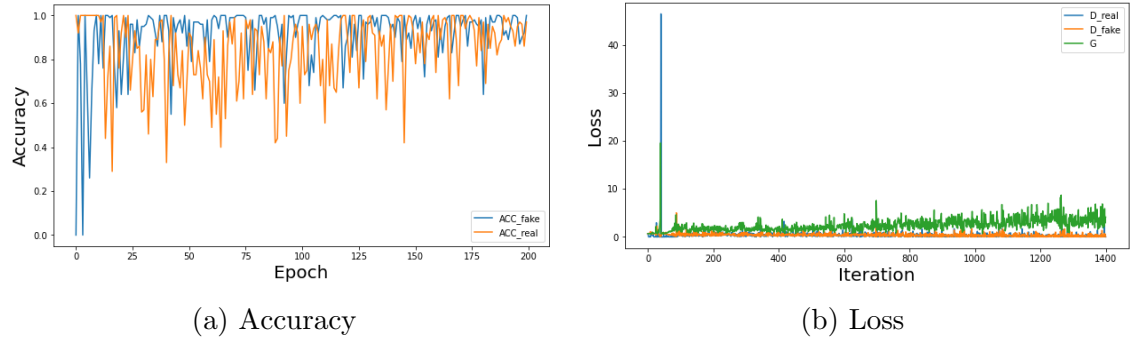 1.0
0.8
0.6
0.4
0.2
0.0
Accuracy
0 25 50 75 100 125 150 175 200
Epoch
ACC_fake
ACC_real
(a) Accuracy
40
30
20
10
0
Loss
0 200 400 600 800 1000 1200 1400
Iteration
D_real
D_fake
G
(b) Loss